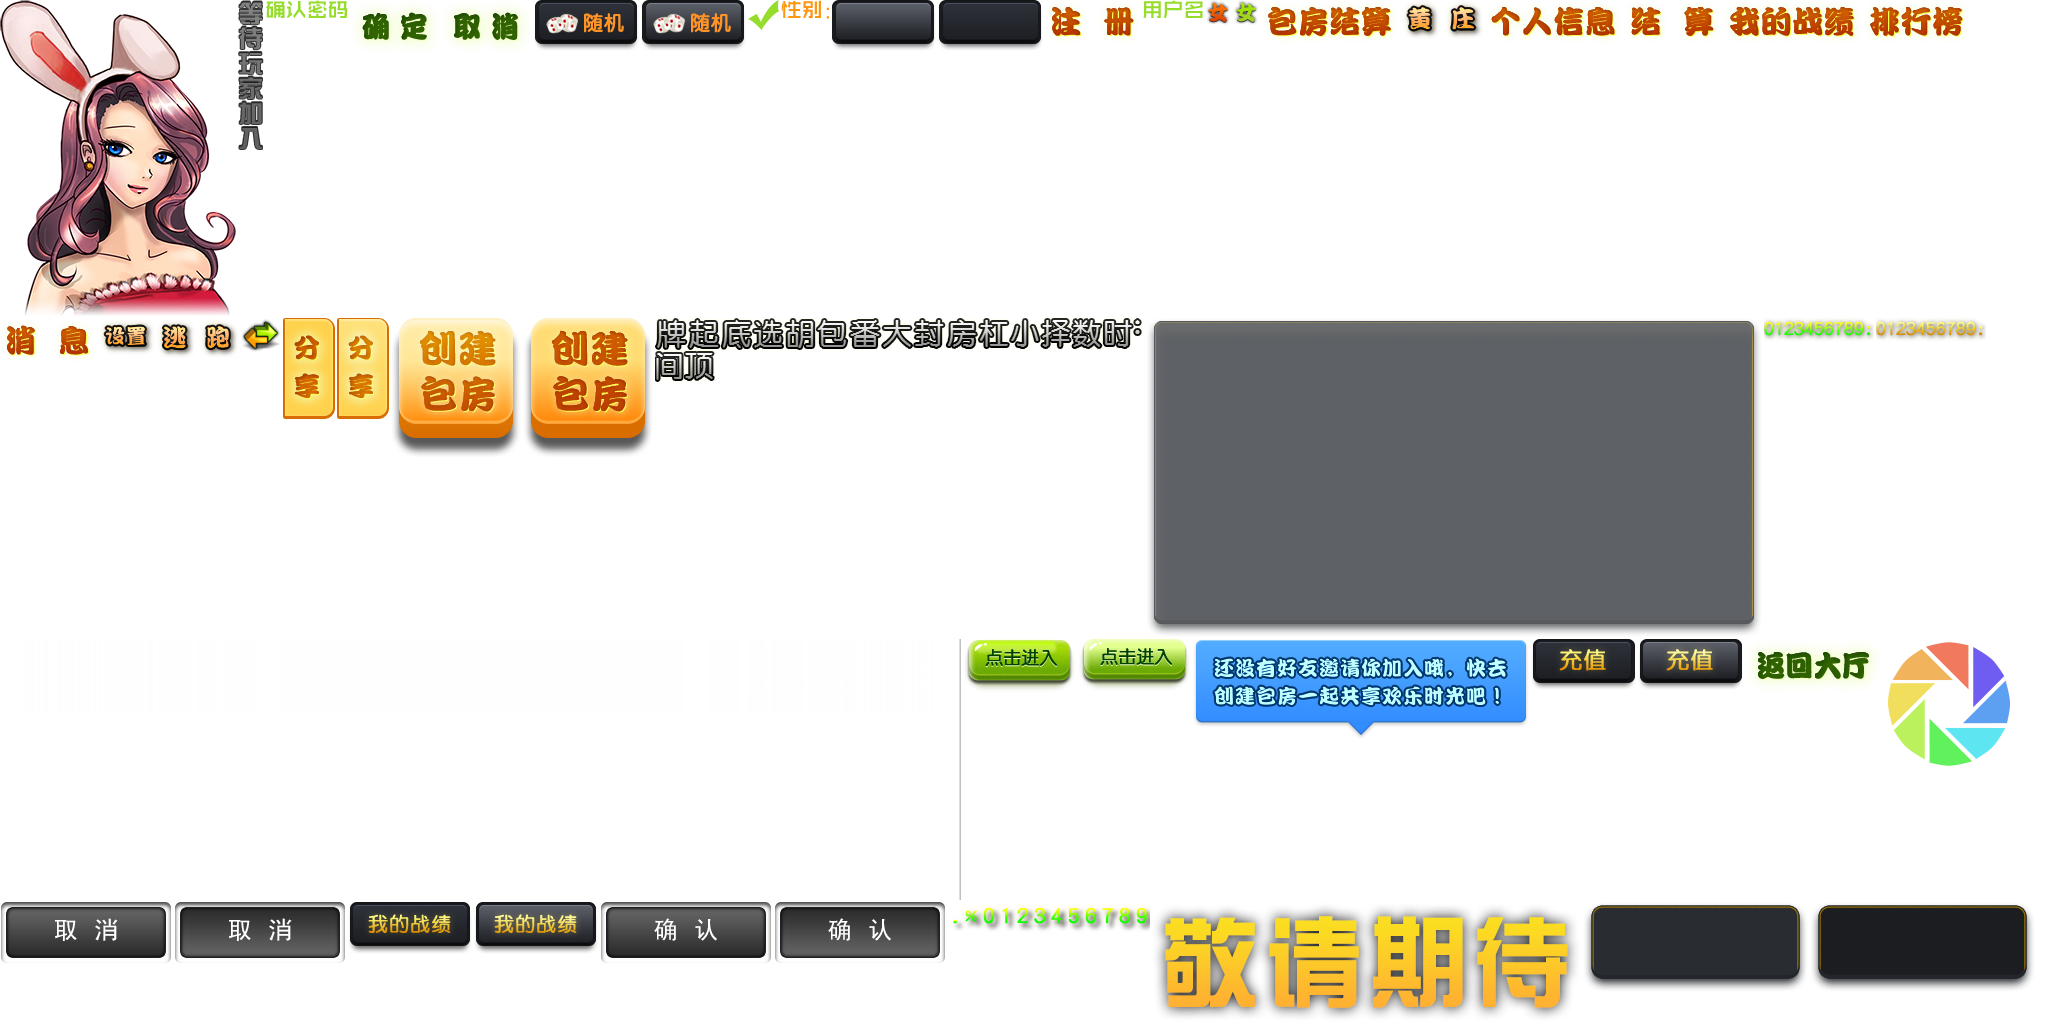 等待玩家加入
确认密码
确 定
取 消
随机
随机
性别:
注 册
用户名
女
女
包房结算
黄 庄
个人信息
结 算
我的战绩
排行榜
消 息
设置
逃 跑
分享
分享
创建
包房
创建
包房
牌起底选胡包番大封房杠小择数时:
间顶
0123456789:
0123456789:
点击进入
点击进入
还没有好友邀请你加入哦，快去
创建包房一起共享欢乐时光吧！
充值
充值
返回大厅
取 消
取 消
我的战绩
我的战绩
确 认
确 认
.%0123456789
敬请期待